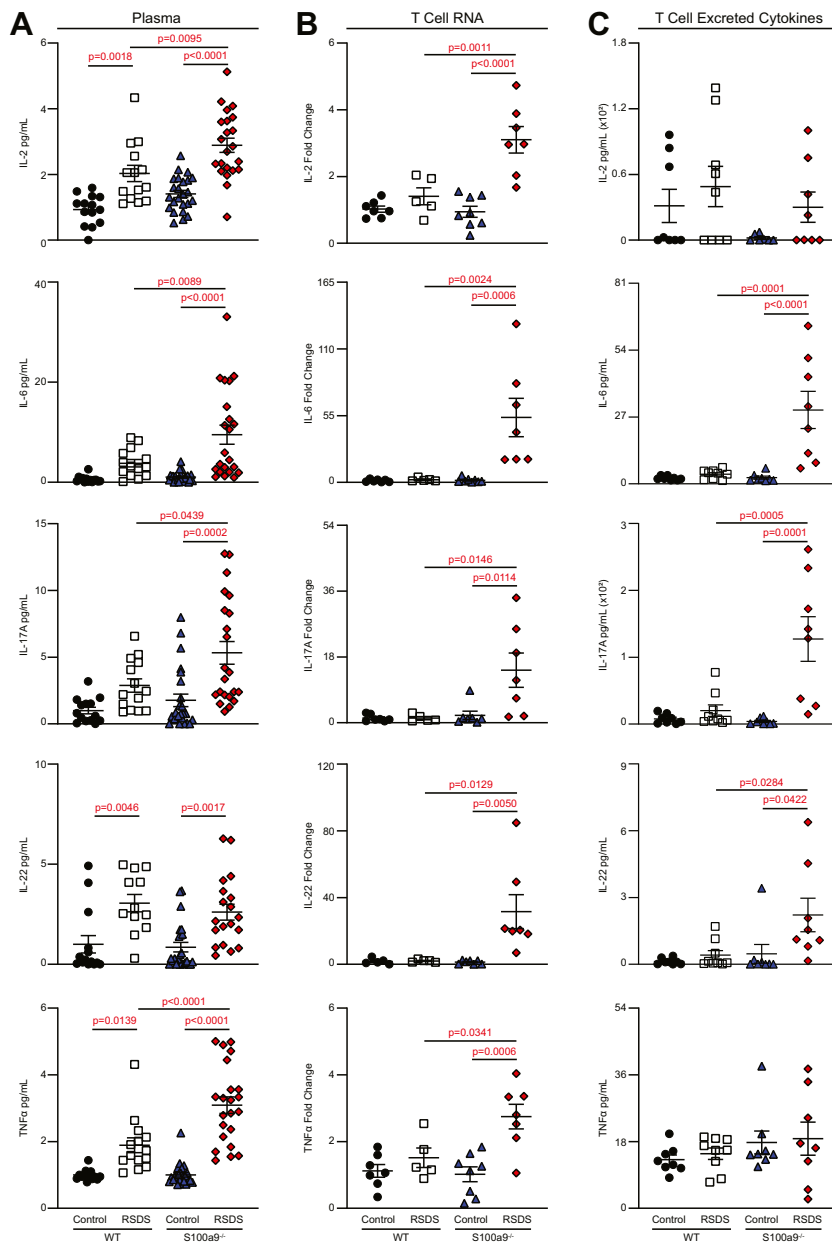 A
Plasma
IL-2 pg/mL
6
4
2
0
p=0.0095
p=0.0018
p<0.0001
IL-6 pg/mL
40
20
0
p=0.0089
p<0.0001
IL-17A pg/mL
15
10
5
0
p=0.0439
p=0.0002
IL-22 pg/mL
10
5
0
p=0.0046
p=0.0017
TNFα pg/mL
6
4
2
0
p<0.0001
p=0.0139
p<0.0001
Control RSDS Control RSDS
WT S100a9-/-
B
T Cell RNA
IL-2 Fold Change
6
4
2
0
p=0.0011
p<0.0001
IL-6 Fold Change
165
110
55
0
p=0.0024
p=0.0006
IL-17A Fold Change
54
36
18
0
p=0.0146
p=0.0114
IL-22 Fold Change
120
80
40
0
p=0.0129
p=0.0050
TNFα Fold Change
6
4
2
0
p=0.0341
p=0.0006
Control RSDS Control RSDS
WT S100a9-/-
C
T Cell Excreted Cytokines
IL-2 pg/mL (x10²)
1.8
1.2
0.6
0
IL-6 pg/mL
81
54
27
0
p=0.0001
p<0.0001
IL-17A pg/mL (x10²)
3
2
1
0
p=0.0005
p=0.0001
IL-22 pg/mL
9
6
3
0
p=0.0284
p=0.0422
TNFα pg/mL
54
36
18
0
Control RSDS Control RSDS
WT S100a9-/-